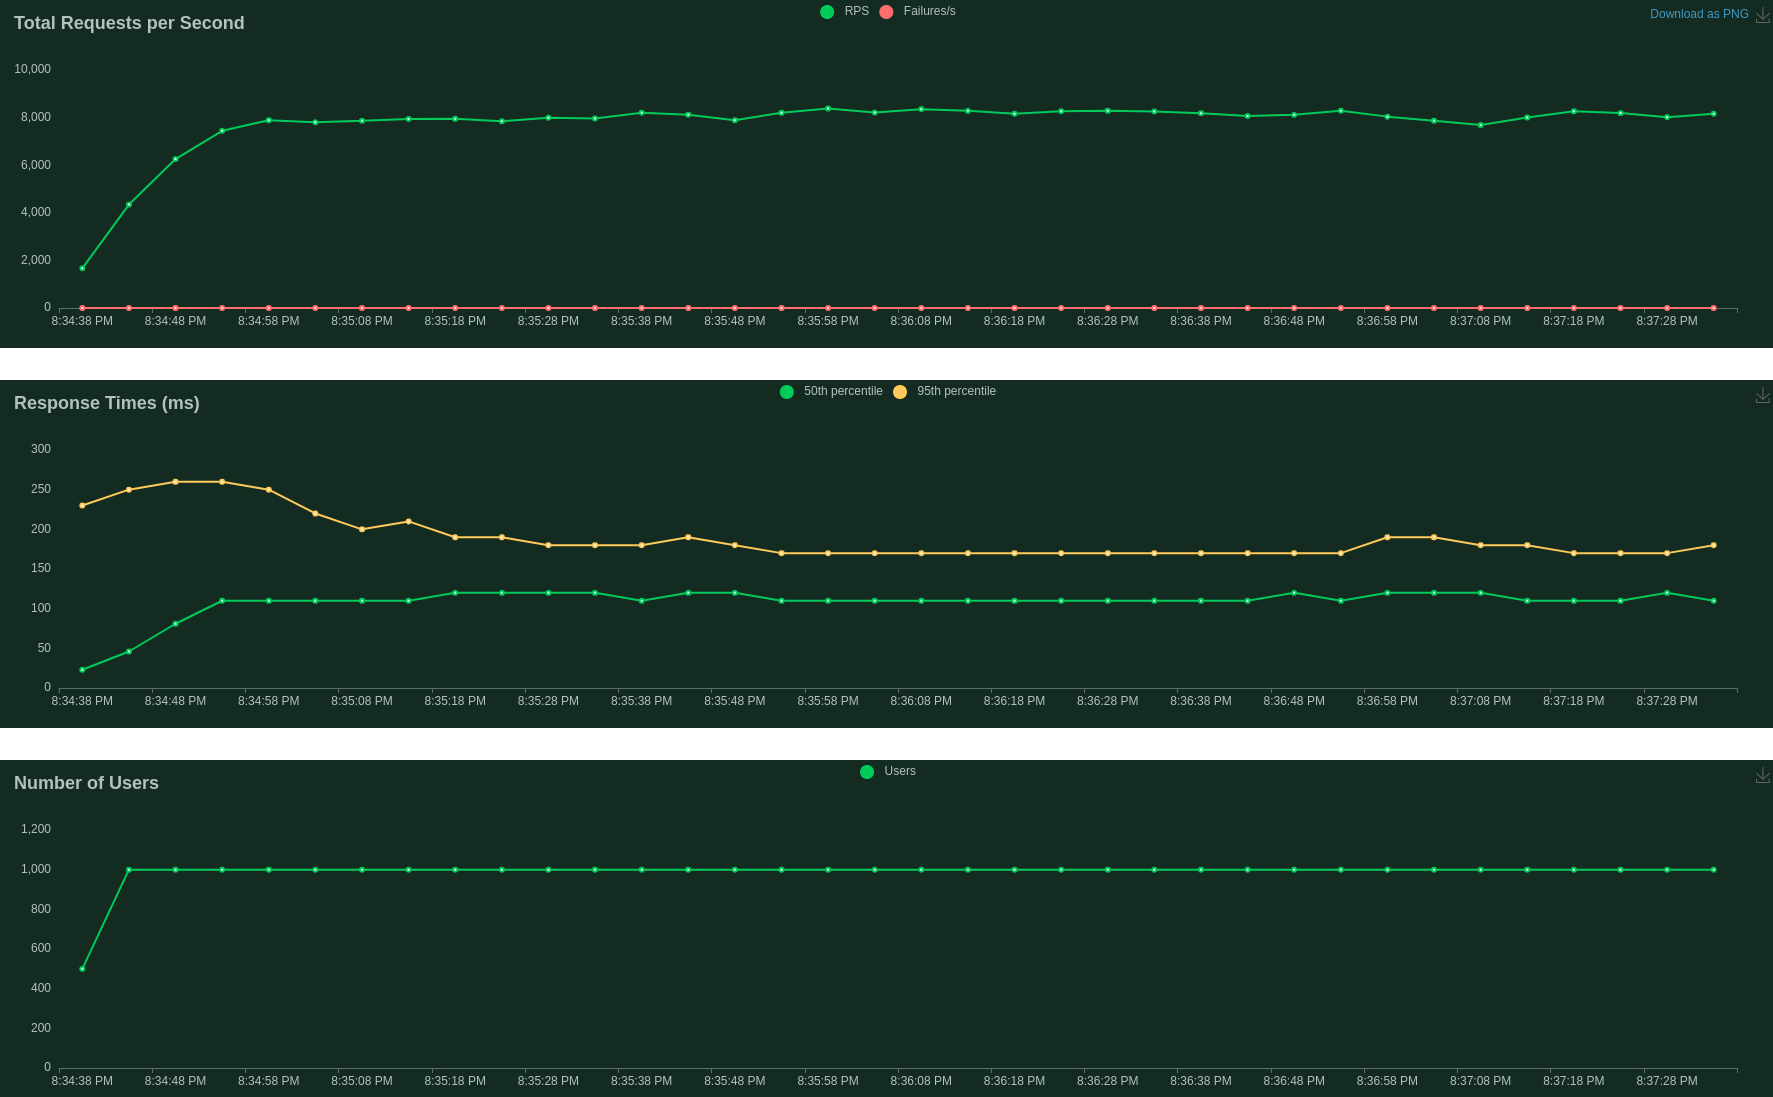 Total Requests per Second
RPS Failures/s
Download as PNG
10,000
8,000
6,000
4,000
2,000
0
8:34:38 PM 8:34:48 PM 8:34:58 PM 8:35:08 PM 8:35:18 PM 8:35:28 PM 8:35:38 PM 8:35:48 PM 8:35:58 PM 8:36:08 PM 8:36:18 PM 8:36:28 PM 8:36:38 PM 8:36:48 PM 8:36:58 PM 8:37:08 PM 8:37:18 PM 8:37:28 PM
Response Times (ms)
50th percentile 95th percentile
300
250
200
150
100
50
0
8:34:38 PM 8:34:48 PM 8:34:58 PM 8:35:08 PM 8:35:18 PM 8:35:28 PM 8:35:38 PM 8:35:48 PM 8:35:58 PM 8:36:08 PM 8:36:18 PM 8:36:28 PM 8:36:38 PM 8:36:48 PM 8:36:58 PM 8:37:08 PM 8:37:18 PM 8:37:28 PM
Number of Users
Users
1,200
1,000
800
600
400
200
0
8:34:38 PM 8:34:48 PM 8:34:58 PM 8:35:08 PM 8:35:18 PM 8:35:28 PM 8:35:38 PM 8:35:48 PM 8:35:58 PM 8:36:08 PM 8:36:18 PM 8:36:28 PM 8:36:38 PM 8:36:48 PM 8:36:58 PM 8:37:08 PM 8:37:18 PM 8:37:28 PM